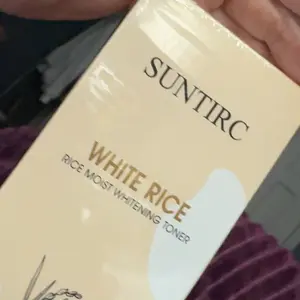 SUNTIRC
WHITE RICE
RICE MOIST WHITENING TONER